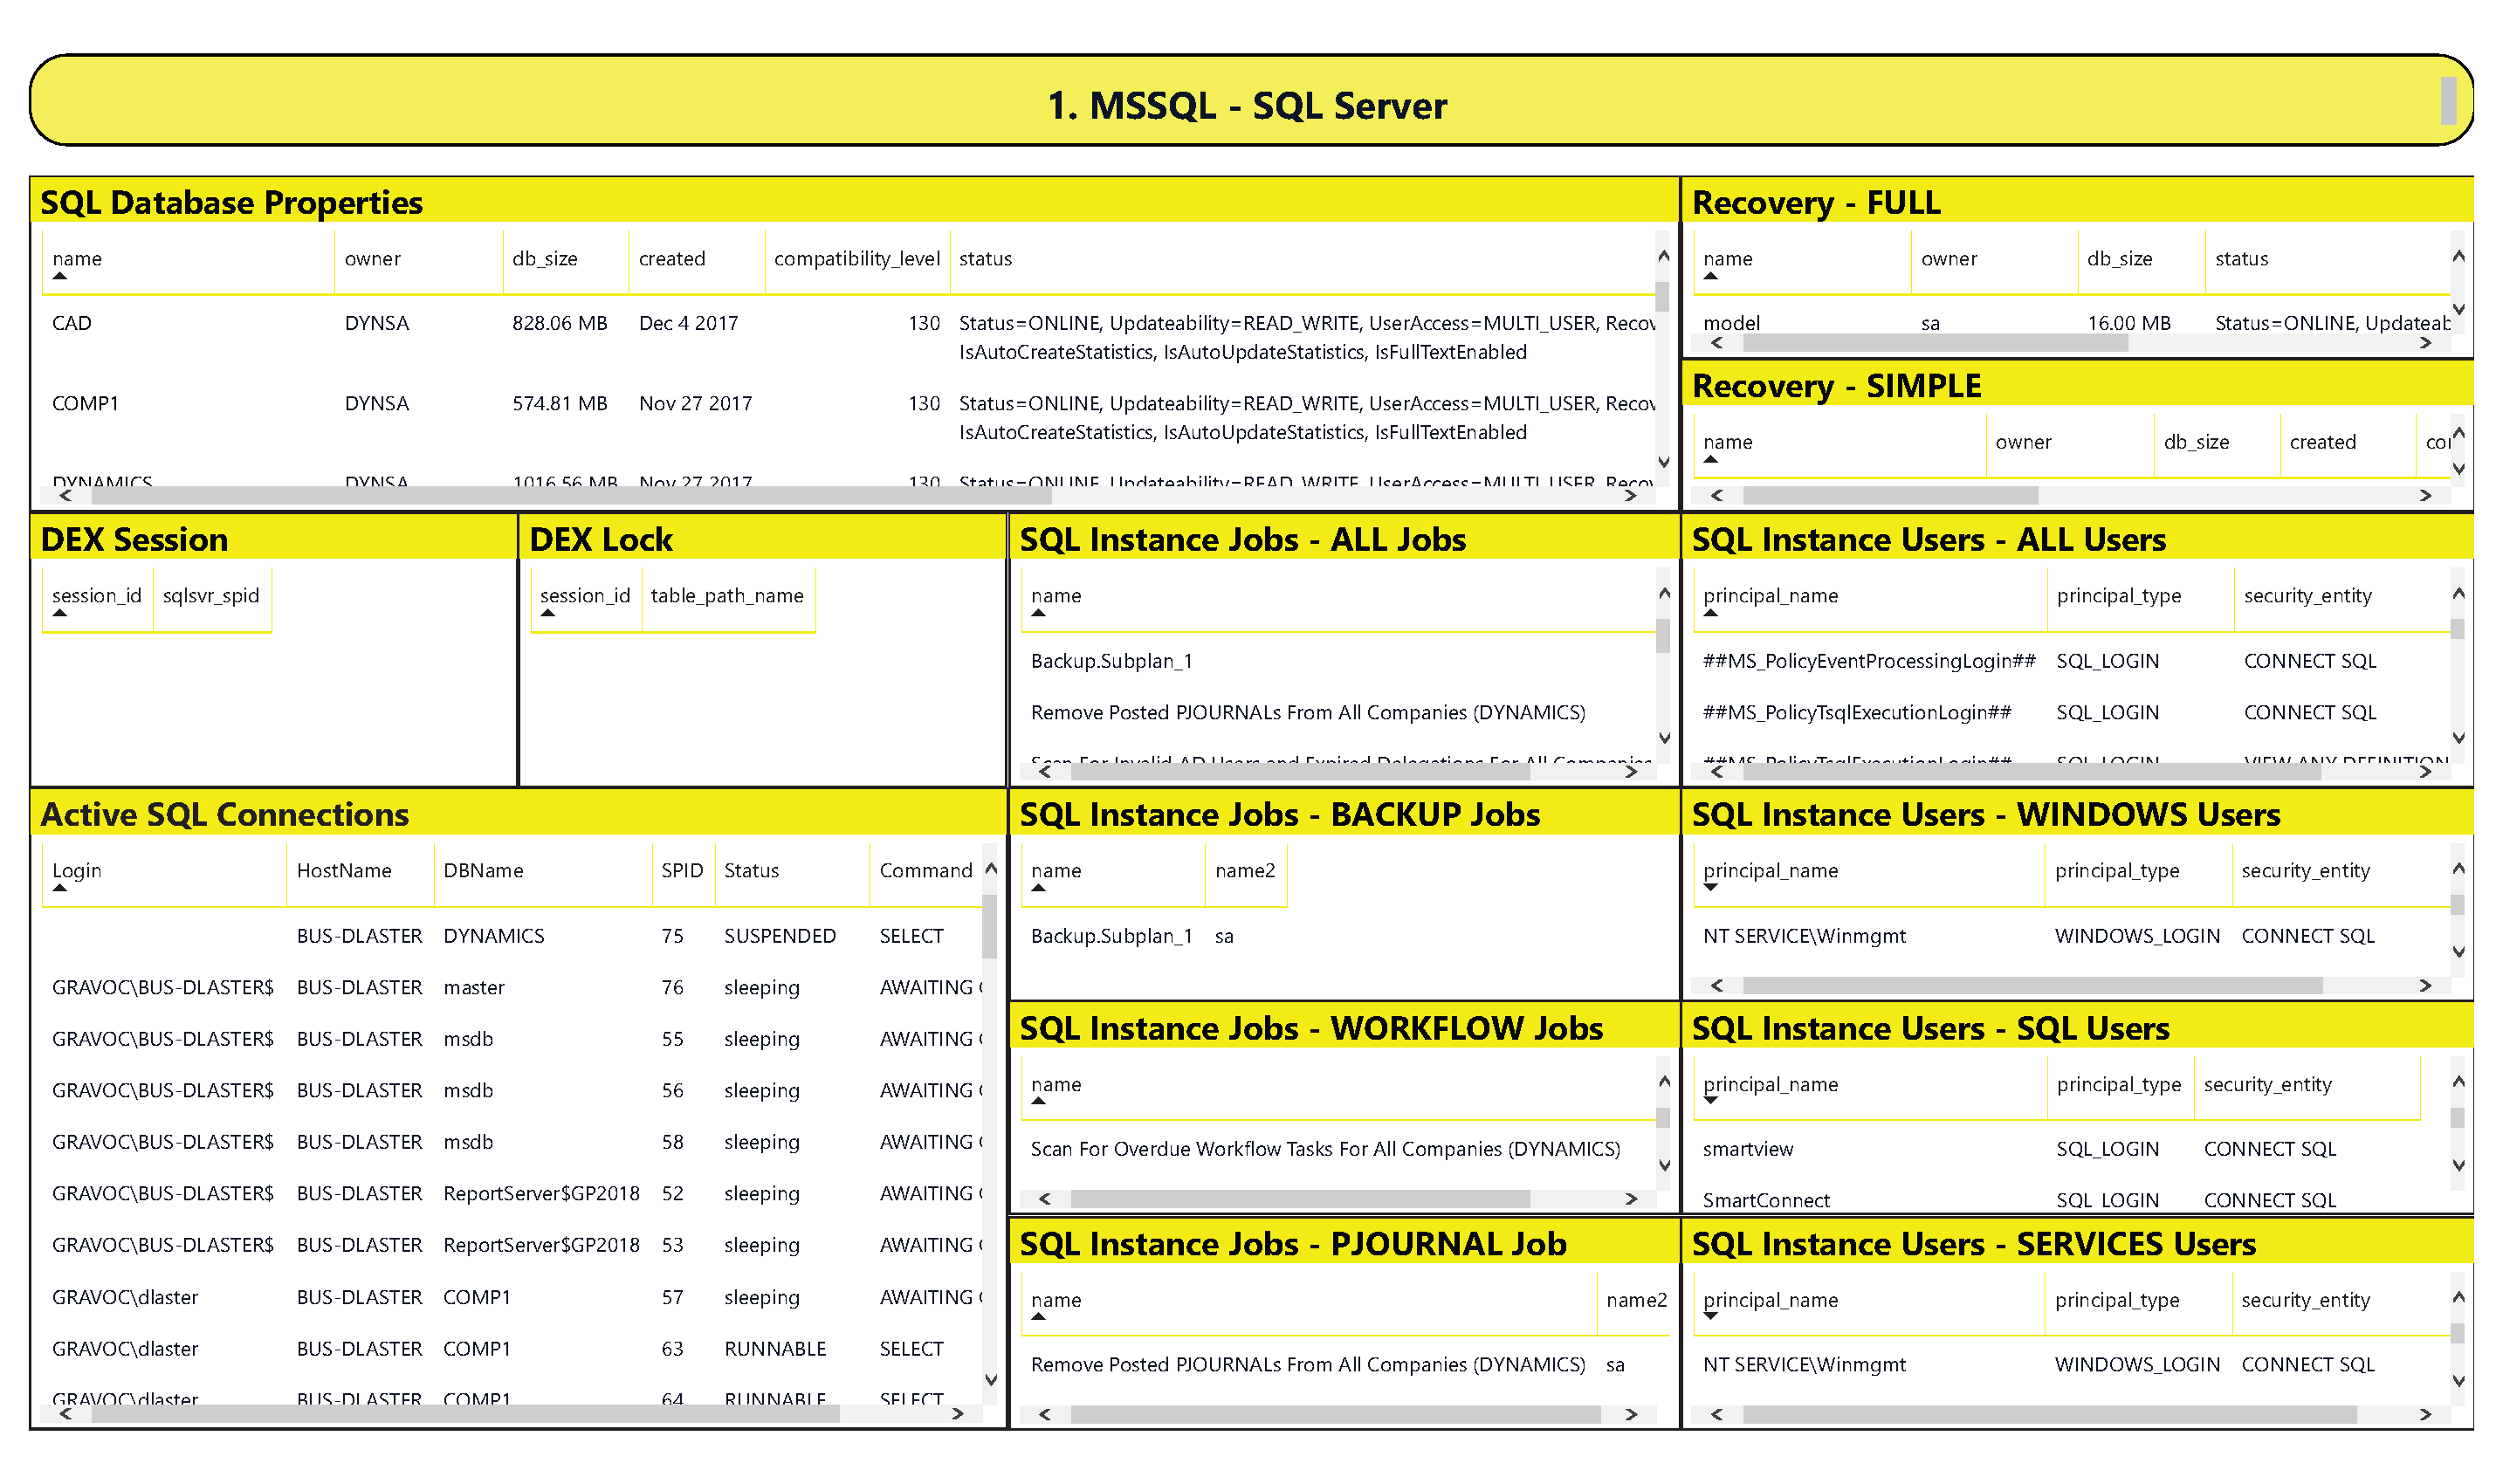 1. MSSQL - SQL Server
SQL Database Properties
name owner db_size created compatibility_level status
CAD DYNSA 828.06 MB Dec 4 2017 130 Status=ONLINE, Updateability=READ_WRITE, UserAccess=MULTI_USER, Recov
IsAutoCreateStatistics, IsAutoUpdateStatistics, IsFullTextEnabled
COMP1 DYNSA 574.81 MB Nov 27 2017 130 Status=ONLINE, Updateability=READ_WRITE, UserAccess=MULTI_USER, Recov
IsAutoCreateStatistics, IsAutoUpdateStatistics, IsFullTextEnabled
DYNAMICS DYNSA 1016.56 MB Nov 27 2017 130 Status=ONLINE, Updateability=READ_WRITE, UserAccess=MULTI_USER, Recov
Recovery - FULL
name owner db_size status
model sa 16.00 MB Status=ONLINE, Updateab
Recovery - SIMPLE
name owner db_size created cor
DEX Session
session_id sqlsvr_spid
DEX Lock
session_id table_path_name
SQL Instance Jobs - ALL Jobs
name
Backup.Subplan_1
Remove Posted PJOURNALs From All Companies (DYNAMICS)
Scan For Invalid AD Users and Expired Delegations For All Companies
SQL Instance Users - ALL Users
principal_name principal_type security_entity
##MS_PolicyEventProcessingLogin## SQL_LOGIN CONNECT SQL
##MS_PolicyTsqlExecutionLogin## SQL_LOGIN CONNECT SQL
##MS_PolicyTsqlExecutionLogin## SQL_LOGIN VIEW ANY DEFINITION
Active SQL Connections
Login HostName DBName SPID Status Command
BUS-DLASTER DYNAMICS 75 SUSPENDED SELECT
GRAVOC\BUS-DLASTER$ BUS-DLASTER master 76 sleeping AWAITING
GRAVOC\BUS-DLASTER$ BUS-DLASTER msdb 55 sleeping AWAITING
GRAVOC\BUS-DLASTER$ BUS-DLASTER msdb 56 sleeping AWAITING
GRAVOC\BUS-DLASTER$ BUS-DLASTER msdb 58 sleeping AWAITING
GRAVOC\BUS-DLASTER$ BUS-DLASTER ReportServer$GP2018 52 sleeping AWAITING
GRAVOC\BUS-DLASTER$ BUS-DLASTER ReportServer$GP2018 53 sleeping AWAITING
GRAVOC\dlaster BUS-DLASTER COMP1 57 sleeping AWAITING
GRAVOC\dlaster BUS-DLASTER COMP1 63 RUNNABLE SELECT
GRAVOC\dlaster BUS-DLASTER COMP1 64 RUNNABLE SELECT
SQL Instance Jobs - BACKUP Jobs
name name2
Backup.Subplan_1 sa
SQL Instance Jobs - WORKFLOW Jobs
name
Scan For Overdue Workflow Tasks For All Companies (DYNAMICS)
SQL Instance Jobs - PJOURNAL Job
name name2
Remove Posted PJOURNALs From All Companies (DYNAMICS) sa
SQL Instance Users - WINDOWS Users
principal_name principal_type security_entity
NT SERVICE\Winmgmt WINDOWS_LOGIN CONNECT SQL
SQL Instance Users - SQL Users
principal_name principal_type security_entity
smartview SQL_LOGIN CONNECT SQL
SmartConnect SQL_LOGIN CONNECT SQL
SQL Instance Users - SERVICES Users
principal_name principal_type security_entity
NT SERVICE\Winmgmt WINDOWS_LOGIN CONNECT SQL